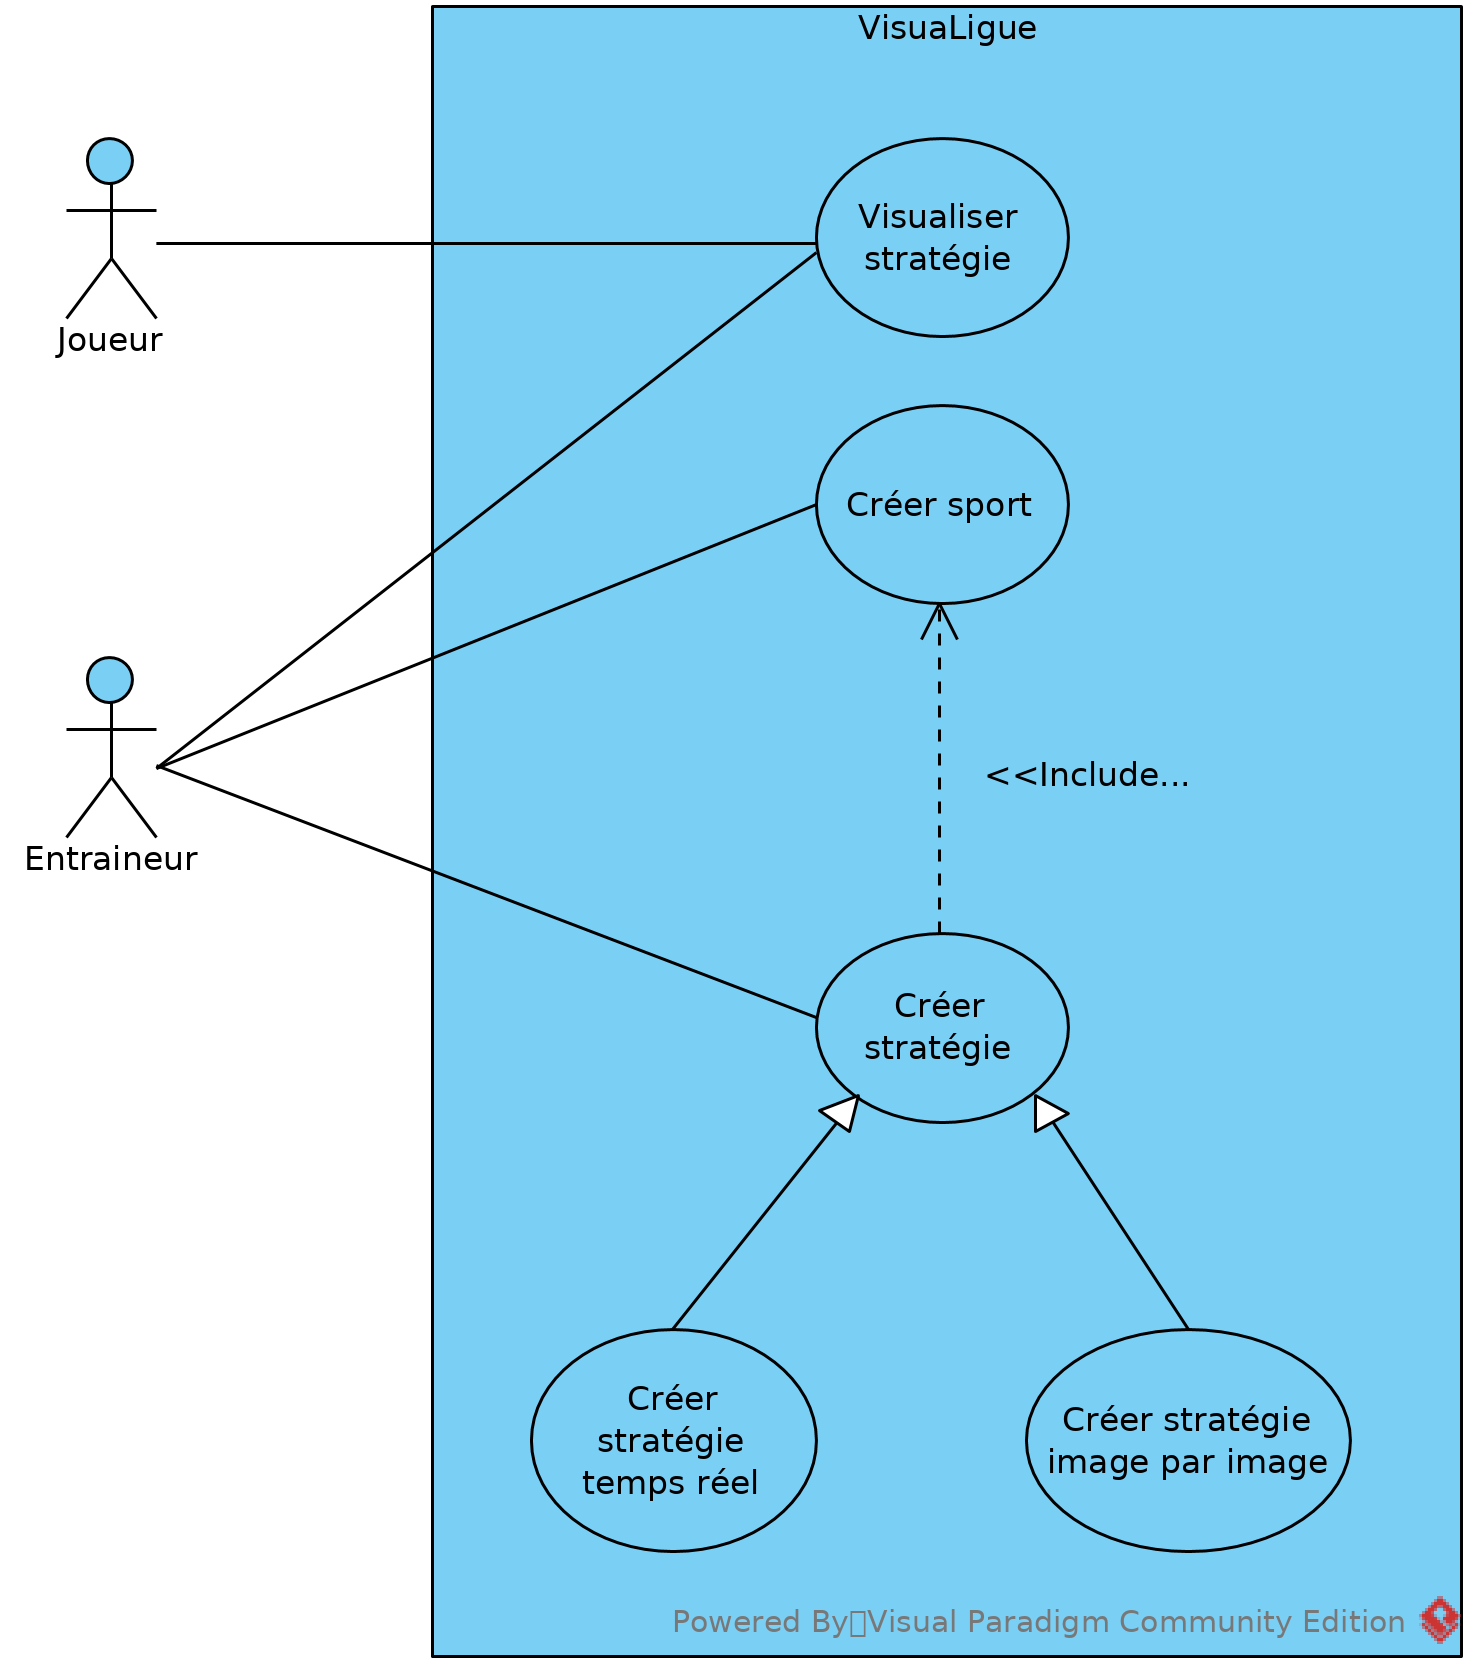 VisuaLigue
Visualiser
stratégie
Joueur
Créer sport
<<Include...
Entraineur
Créer
stratégie
Créer
stratégie
temps réel
Créer stratégie
image par image
Powered By▯Visual Paradigm Community Edition